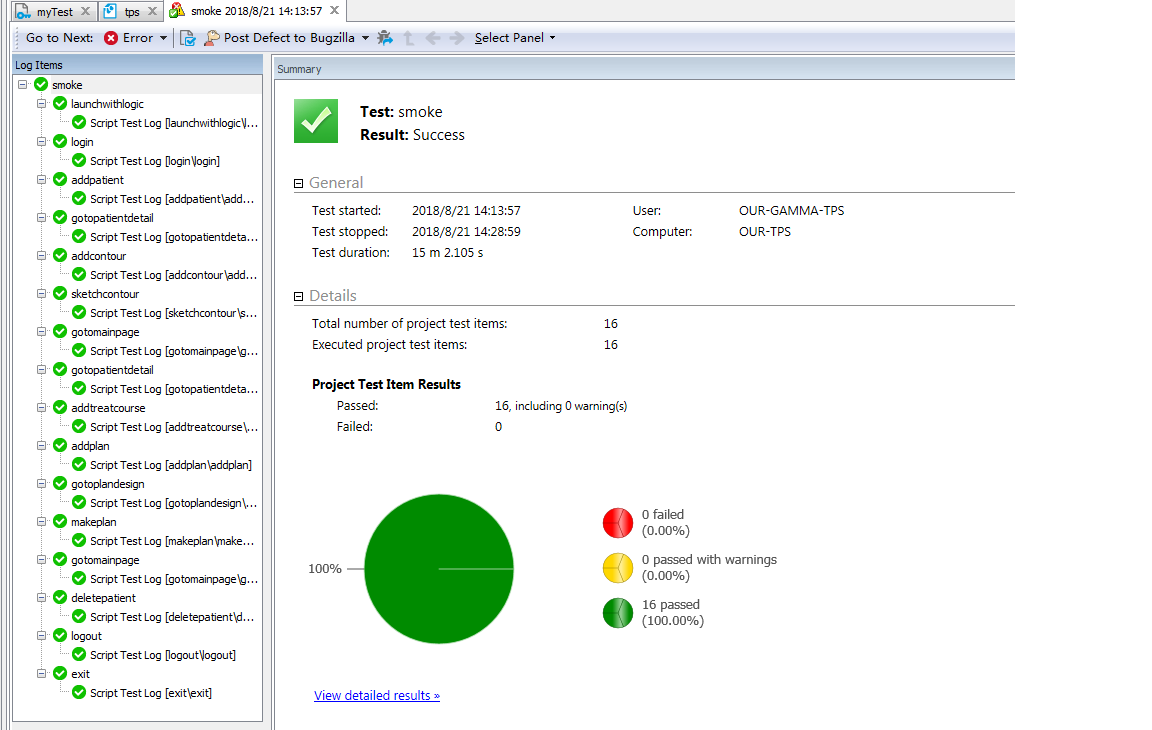 myTest
tps
smoke 2018/8/21 14:13:57
Go to Next: Error Post Defect to Bugzilla Select Panel
Log Items
smoke
launchwithlogic
Script Test Log [launchwithlogic\l...
login
Script Test Log [login\login]
addpatient
Script Test Log [addpatient\add...
gotopatientdetail
Script Test Log [gotopatientdeta...
addcontour
Script Test Log [addcontour\add...
sketchcontour
Script Test Log [sketchcontour\s...
gotomainpage
Script Test Log [gotomainpage\g...
gotopatientdetail
Script Test Log [gotopatientdeta...
addtreatcourse
Script Test Log [addtreatcourse\...
addplan
Script Test Log [addplan\addplan]
gotoplandesign
Script Test Log [gotoplandesign\...
makeplan
Script Test Log [makeplan\make...
gotomainpage
Script Test Log [gotomainpage\g...
deletepatient
Script Test Log [deletepatient\d...
logout
Script Test Log [logout\logout]
exit
Script Test Log [exit\exit]
Summary
Test: smoke
Result: Success
General
Test started: 2018/8/21 14:13:57 User: OUR-GAMMA-TPS
Test stopped: 2018/8/21 14:28:59 Computer: OUR-TPS
Test duration: 15 m 2.105 s
Details
Total number of project test items: 16
Executed project test items: 16
Project Test Item Results
Passed: 16, including 0 warning(s)
Failed: 0
100%
0 failed
(0.00%)
0 passed with warnings
(0.00%)
16 passed
(100.00%)
View detailed results »